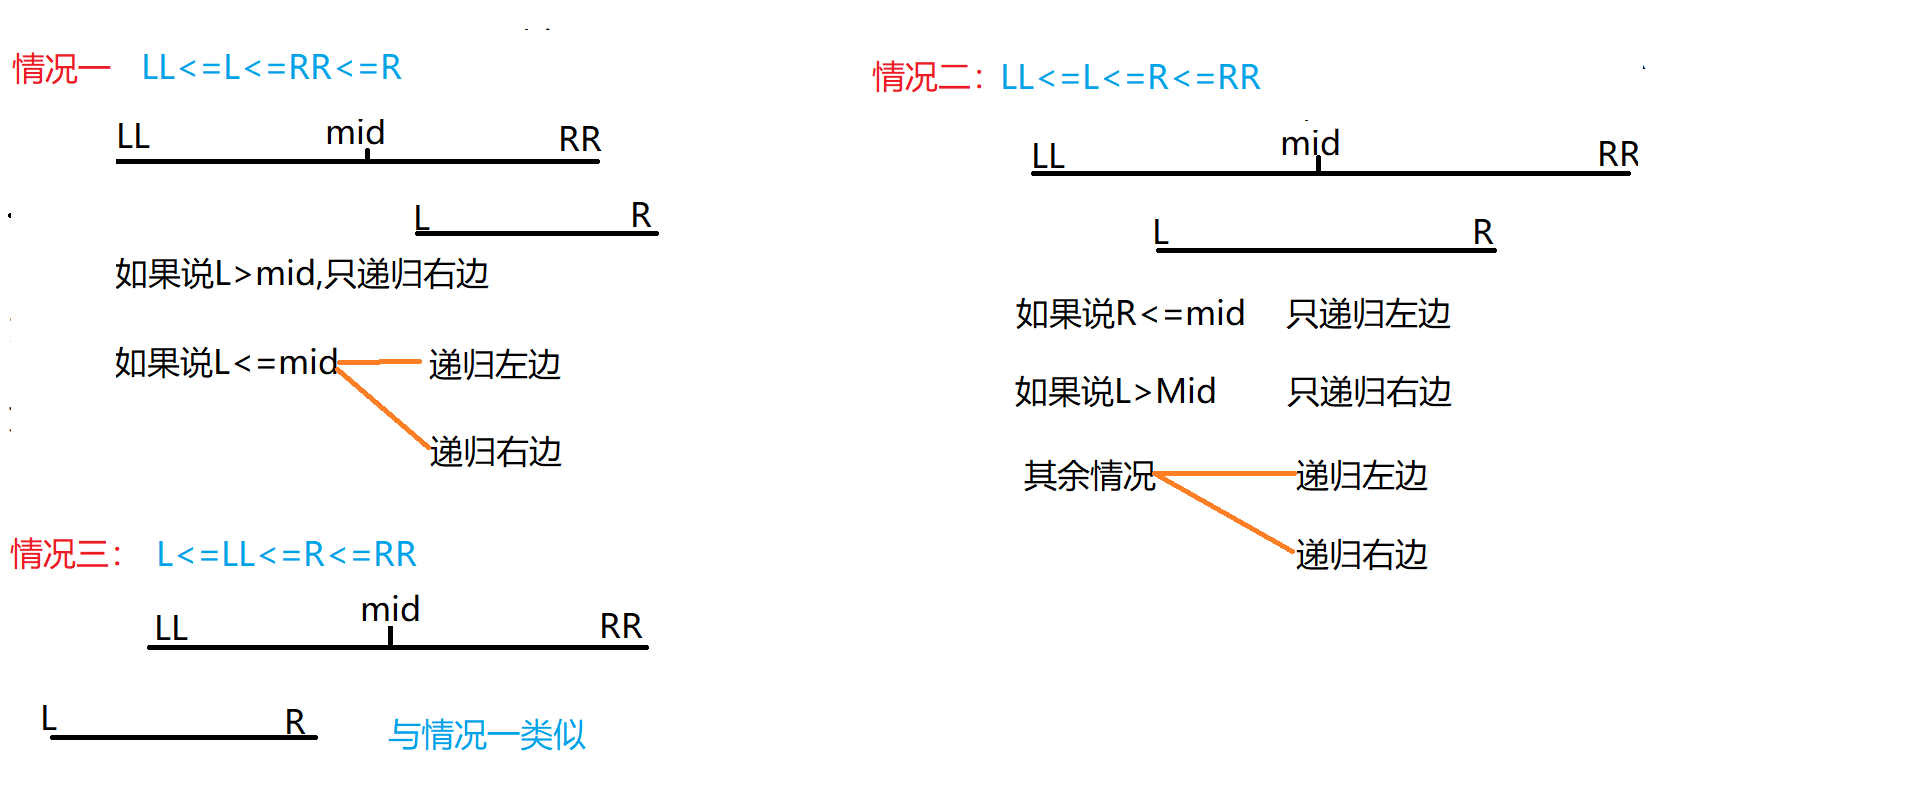 情况一 LL<=L<=RR<=R
LL mid RR
L R
如果说L>mid,只递归右边
如果说L<=mid 递归左边
递归右边
情况二：LL<=L<=R<=RR
LL mid RR
L R
如果说R<=mid 只递归左边
如果说L>Mid 只递归右边
其余情况 递归左边
递归右边
情况三： L<=LL<=R<=RR
LL mid RR
L R
与情况一类似